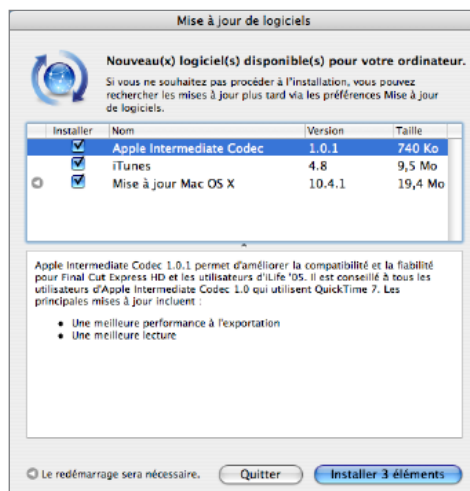 Mise à jour de logiciels
Nouveau(x) logiciel(s) disponible(s) pour votre ordinateur.
Si vous ne souhaitez pas procéder à l'installation, vous pouvez
rechercher les mises à jour plus tard via les préférences Mise à jour
de logiciels.
Installer Nom Version Taille
Apple Intermediate Codec 1.0.1 740 Ko
iTunes 4.8 9,5 Mo
Mise à jour Mac OS X 10.4.1 19,4 Mo
Apple Intermediate Codec 1.0.1 permet d'améliorer la compatibilité et la fiabilité
pour Final Cut Express HD et les utilisateurs d'iLife '05. Il est conseillé à tous les
utilisateurs d'Apple Intermediate Codec 1.0 qui utilisent QuickTime 7. Les
principales mises à jour incluent :
• Une meilleure performance à l'exportation
• Une meilleure lecture
Le redémarrage sera nécessaire. Quitter Installer 3 éléments